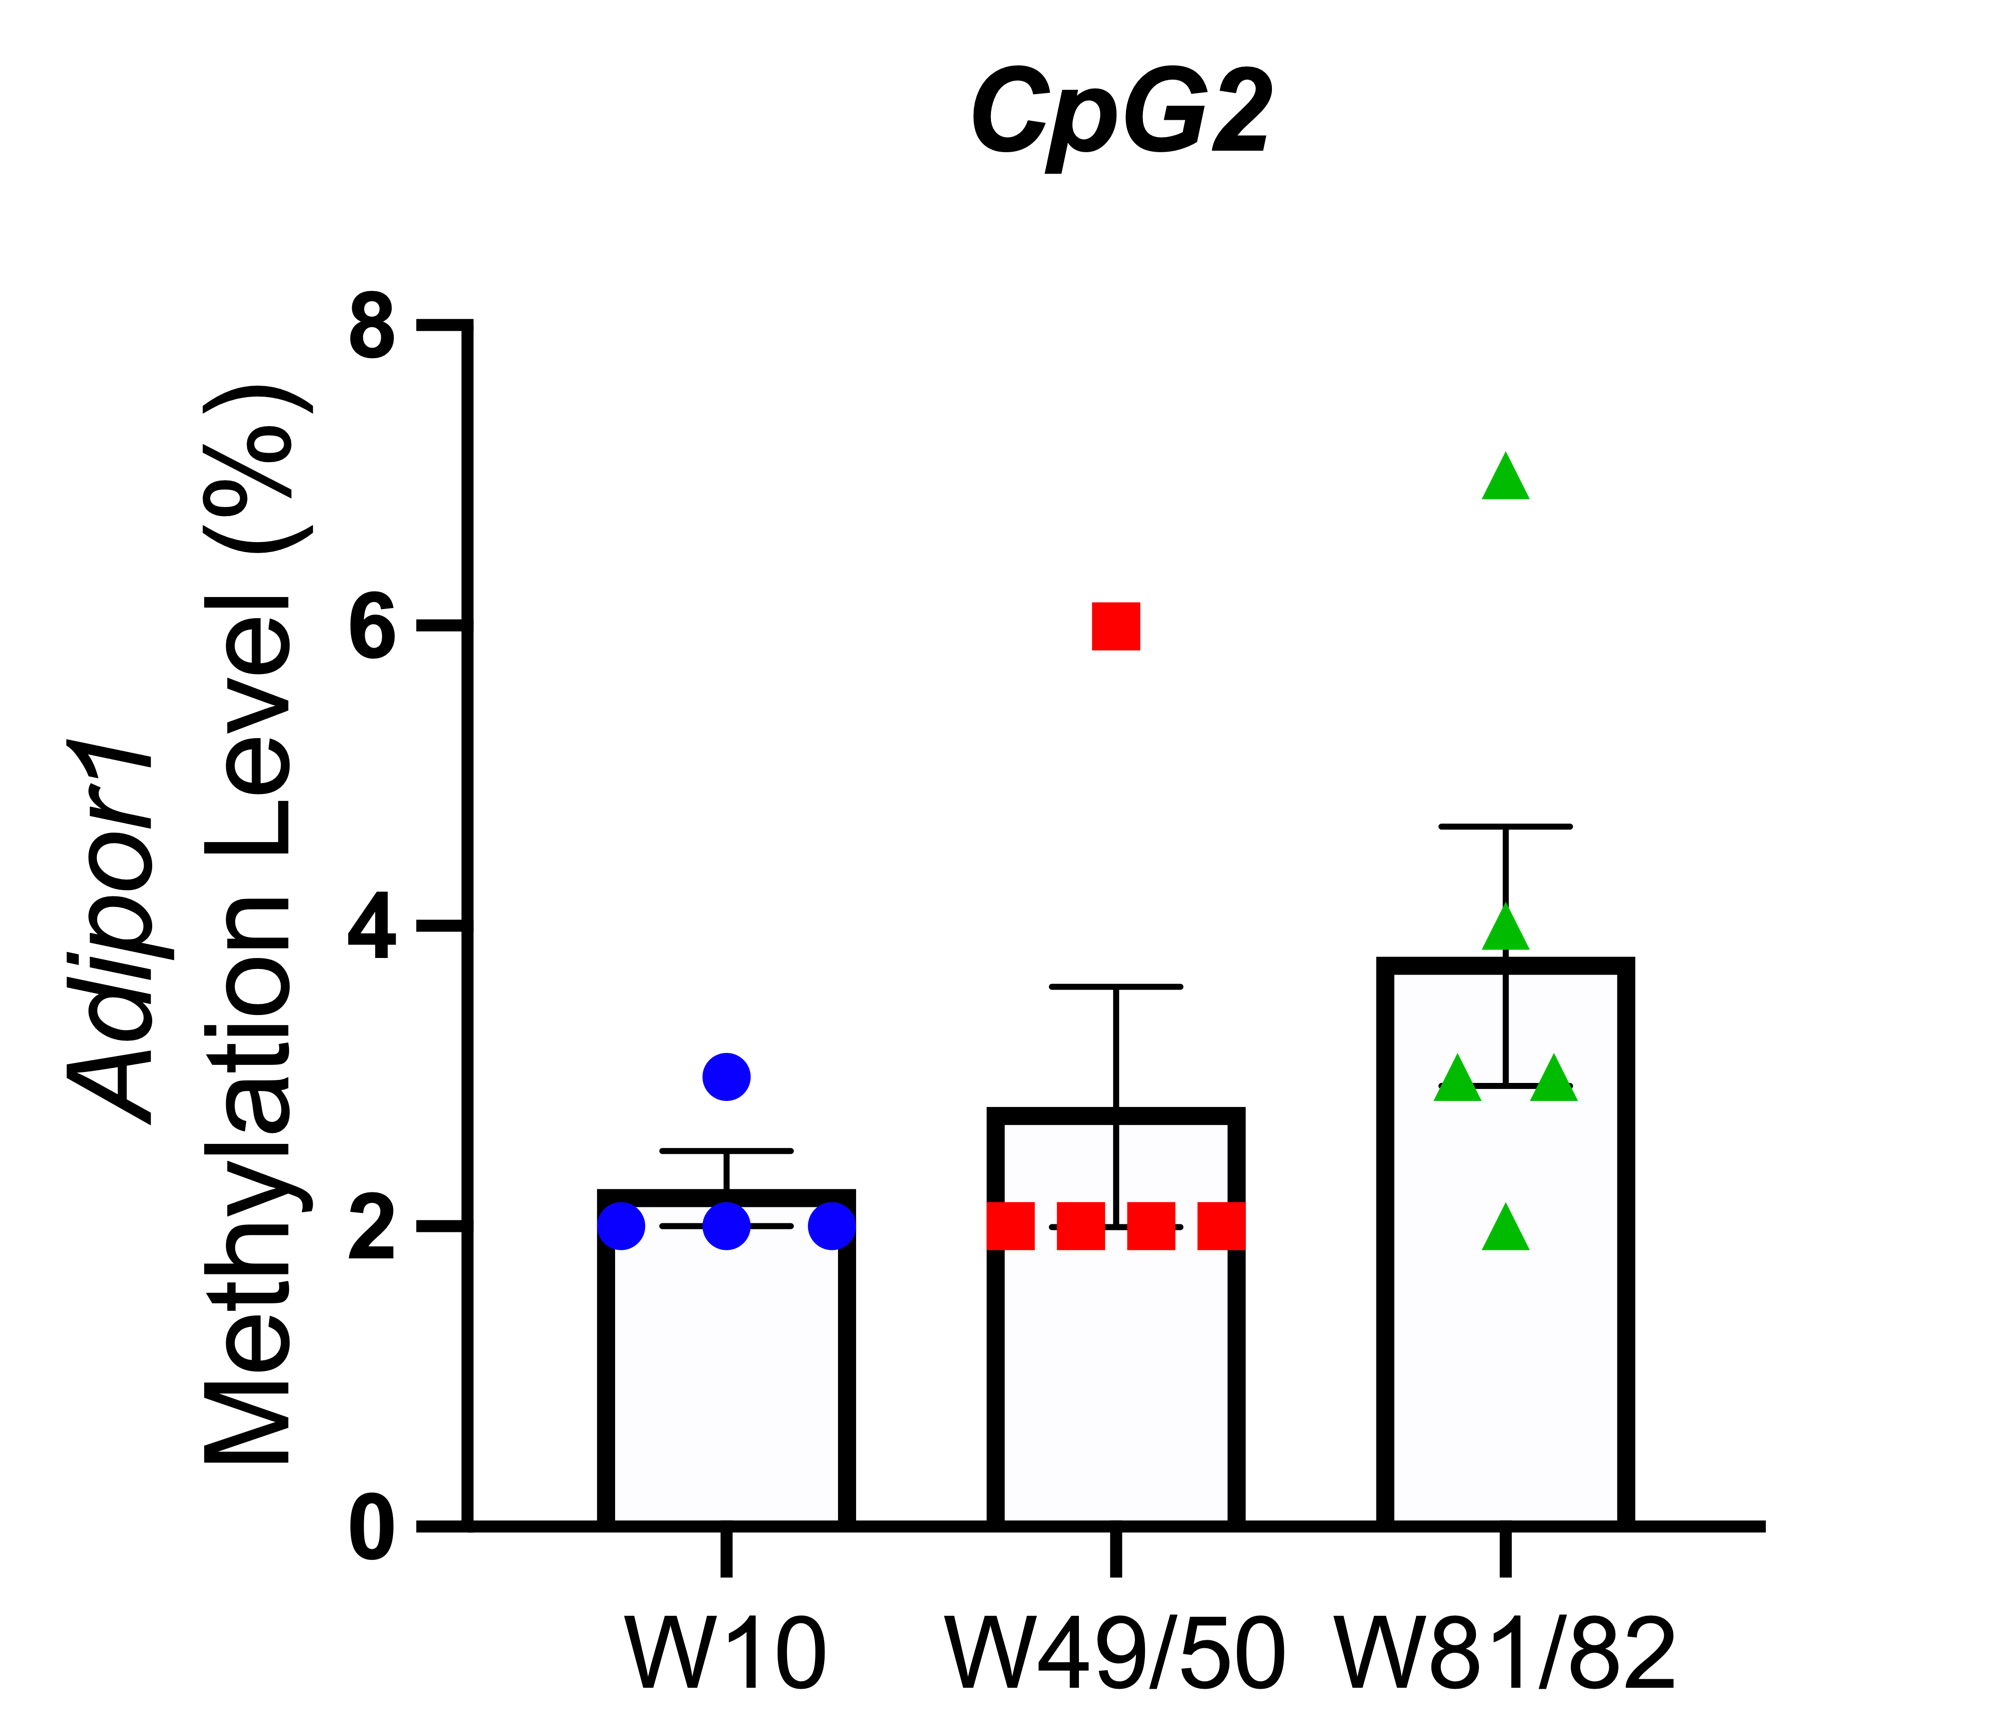 CpG2
Adipor1
Methylation Level (%)
8
6
4
2
0
W10
W49/50
W81/82